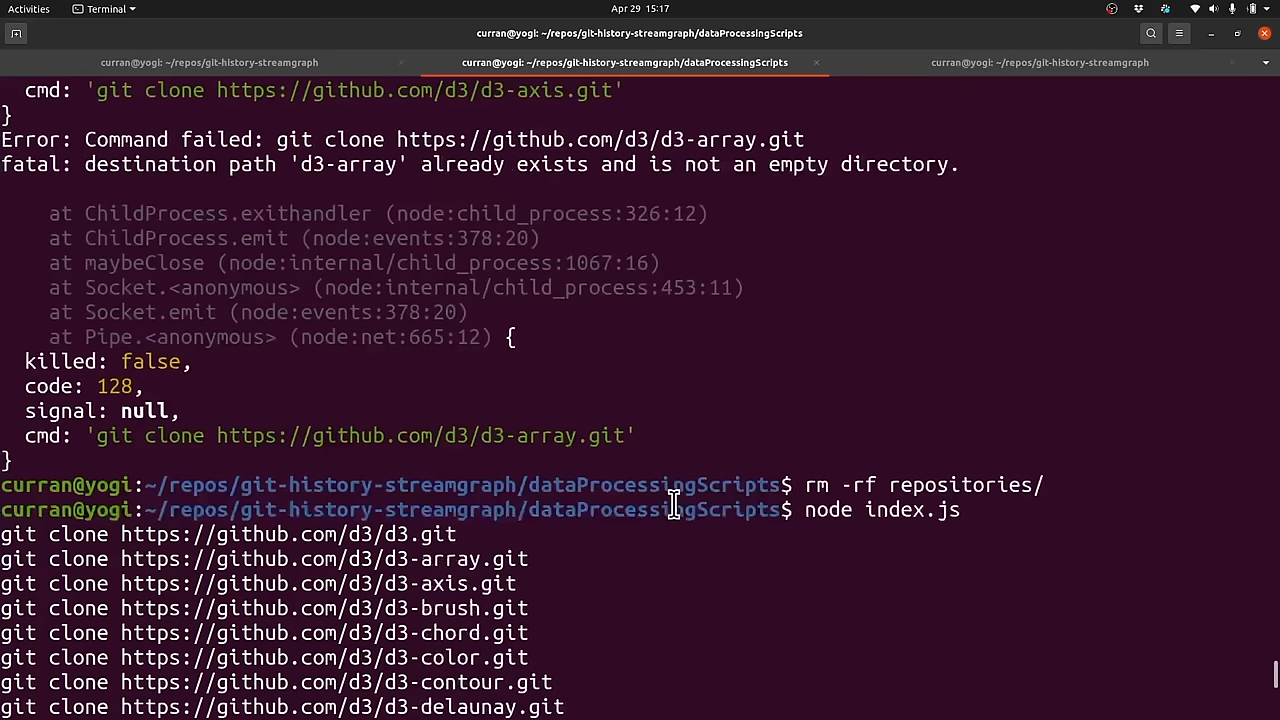 Activities
Terminal
Apr 29 15:17
curran@yogi: ~/repos/git-history-streamgraph/dataProcessingScripts
curran@yogi: ~/repos/git-history-streamgraph
curran@yogi: ~/repos/git-history-streamgraph/dataProcessingScripts
curran@yogi: ~/repos/git-history-streamgraph
  cmd: 'git clone https://github.com/d3/d3-axis.git'
}
Error: Command failed: git clone https://github.com/d3/d3-array.git
fatal: destination path 'd3-array' already exists and is not an empty directory.
    at ChildProcess.exithandler (node:child_process:326:12)
    at ChildProcess.emit (node:events:378:20)
    at maybeClose (node:internal/child_process:1067:16)
    at Socket.<anonymous> (node:internal/child_process:453:11)
    at Socket.emit (node:events:378:20)
    at Pipe.<anonymous> (node:net:665:12) {
  killed: false,
  code: 128,
  signal: null,
  cmd: 'git clone https://github.com/d3/d3-array.git'
}
curran@yogi:~/repos/git-history-streamgraph/dataProcessingScripts$ rm -rf repositories/
curran@yogi:~/repos/git-history-streamgraph/dataProcessingScripts$ node index.js
git clone https://github.com/d3/d3.git
git clone https://github.com/d3/d3-array.git
git clone https://github.com/d3/d3-axis.git
git clone https://github.com/d3/d3-brush.git
git clone https://github.com/d3/d3-chord.git
git clone https://github.com/d3/d3-color.git
git clone https://github.com/d3/d3-contour.git
git clone https://github.com/d3/d3-delaunay.git